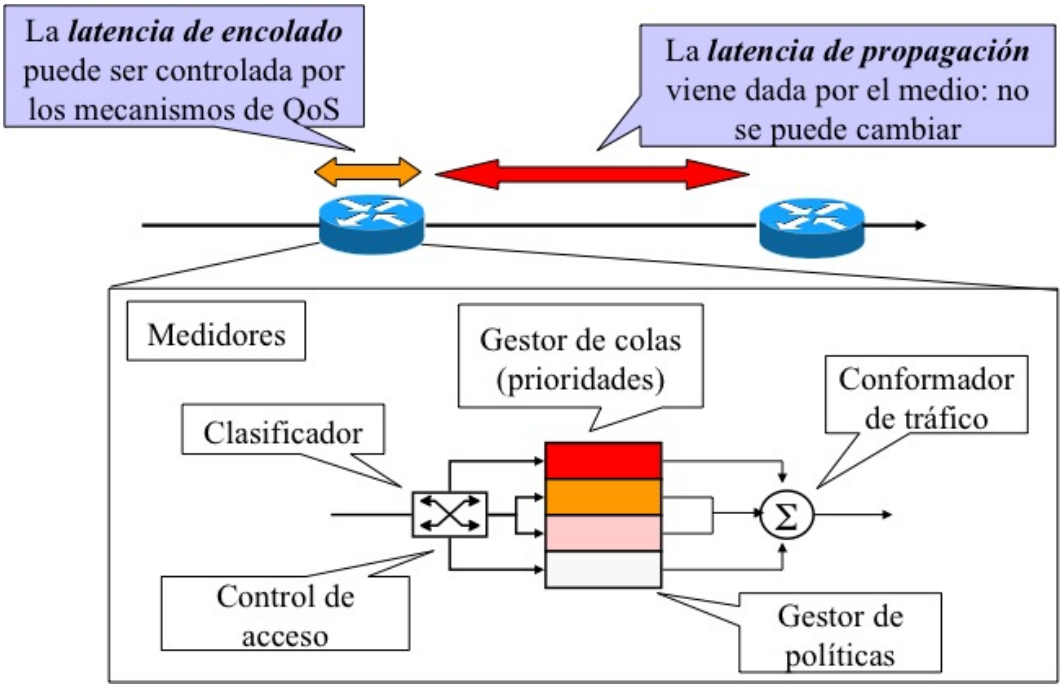 La latencia de encolado
puede ser controlada por
los mecanismos de QoS
La latencia de propagación
viene dada por el medio: no
se puede cambiar
Medidores
Gestor de colas
(prioridades)
Conformador
de tráfico
Clasificador
Σ
Control de
acceso
Gestor de
políticas